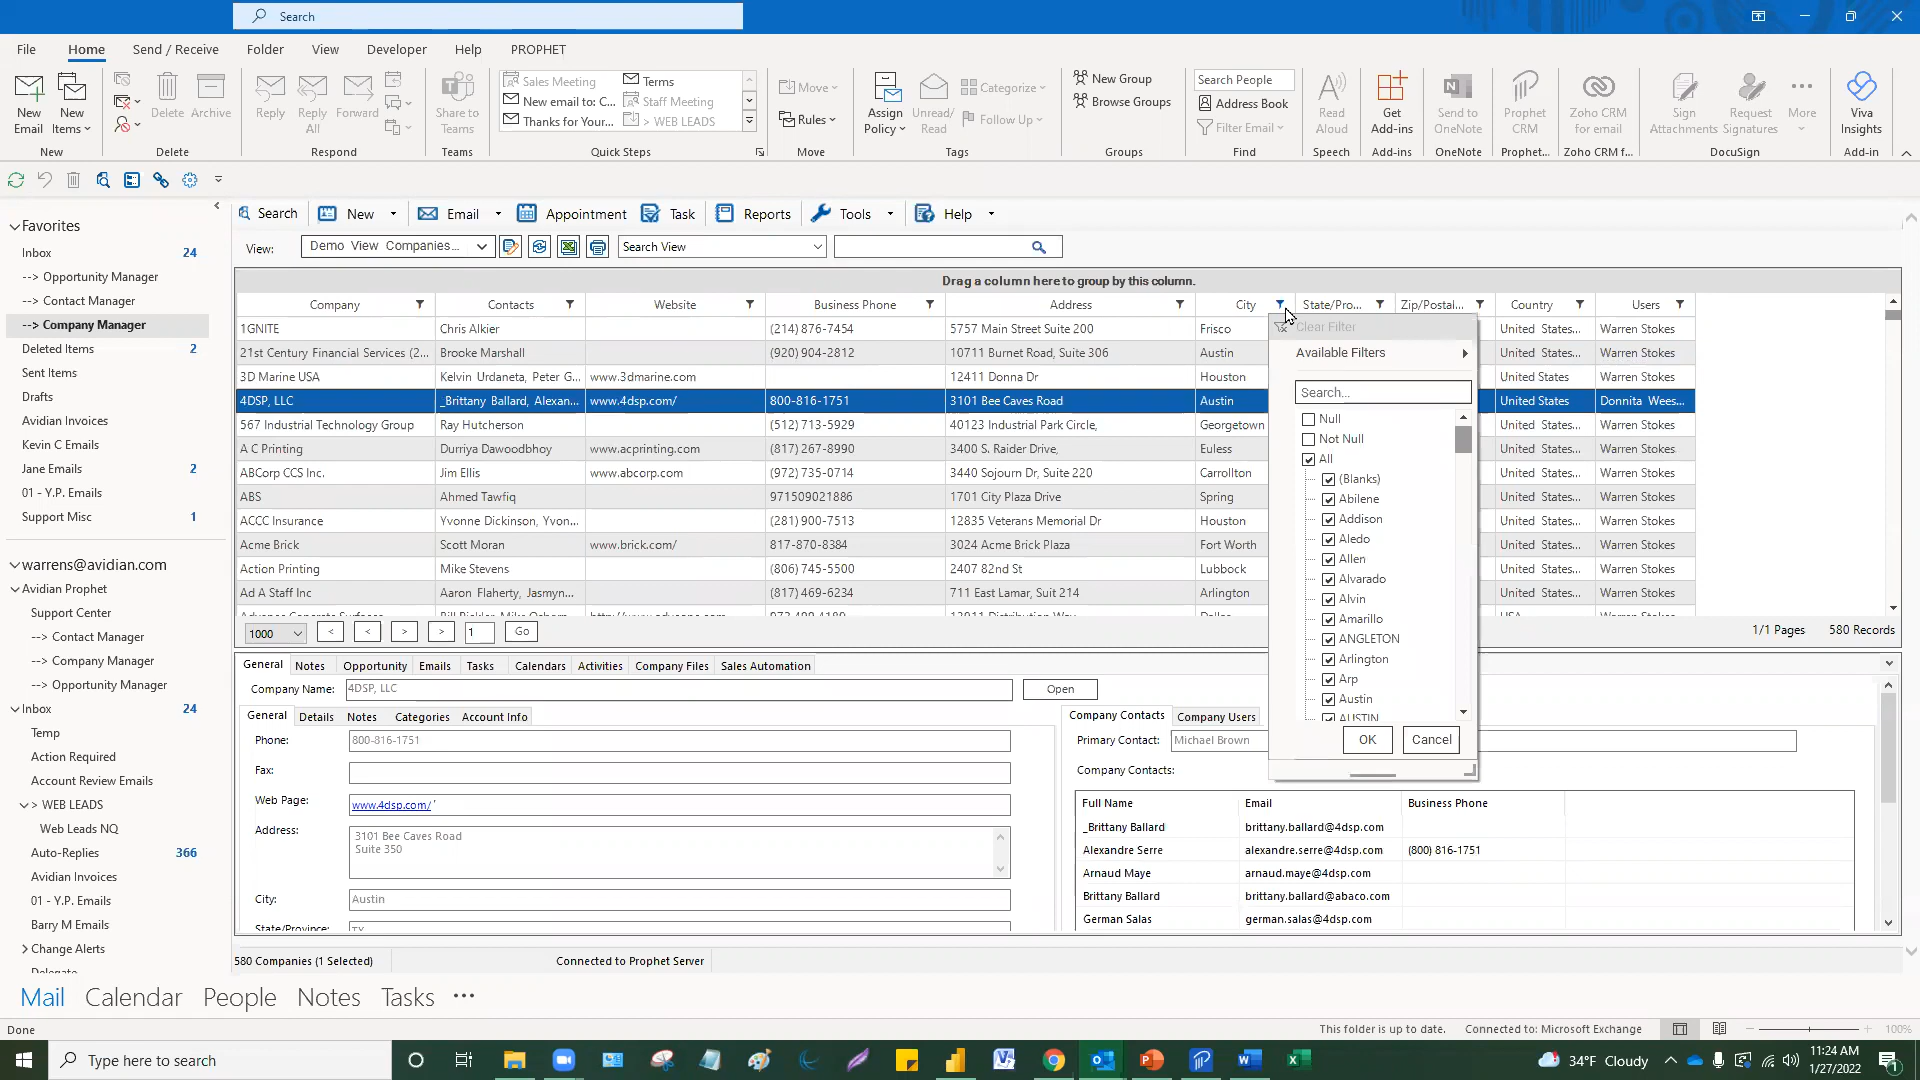 Search
File Home Send / Receive Folder View Developer Help PROPHET
New Email
New Items
New
Delete Archive
Delete
Reply Reply All Forward
Respond
Share to Teams
Teams
Sales Meeting Terms
New email to: C... Staff Meeting
Thanks for Your... > WEB LEADS
Quick Steps
Move
Rules
Move
Assign Policy Unread/ Read Categorize Follow Up
Tags
New Group
Browse Groups
Groups
Search People
Address Book
Filter Email
Find
Read Aloud
Speech
Get Add-ins
Add-ins
Send to OneNote
OneNote
Prophet CRM
Prophet...
Zoho CRM for email
Zoho CRM f...
Sign Attachments Request Signatures More
DocuSign
Viva Insights
Add-in
Favorites
Inbox 24
--> Opportunity Manager
--> Contact Manager
--> Company Manager
Deleted Items 2
Sent Items
Drafts
Avidian Inquiry
Kevin C Emails
Jane Emails 2
01 - Y.P. Emails
Support Misc 1
warrens@avidian.com
Avidian Prophet
Support Center
--> Contact Manager
--> Company Manager
--> Opportunity Manager
Inbox 24
Temp
Action Required
Account Review Emails
> WEB LEADS
Web Leads NQ
Auto-Replies 366
Avidian Invoices
01 - Y.P. Emails
Barry M Emails
Change Alerts
Delegate
Search New Email Appointment Task Reports Tools Help
View: Demo View Companies... Search View
Drag a column here to group by this column.
Company Contacts Website Business Phone Address City State/Pro... Zip/Postal... Country Users
1GNITE Chris Alkier (214) 876-7454 5757 Main Street Suite 200 Frisco United States... Warren Stokes
21st Century Financial Services (2... Brooke Marshall (920) 904-2812 10711 Burnet Road, Suite 306 Austin United States... Warren Stokes
3D Marine USA Kelvin Urdaneta, Peter G... www.3dmarine.com 12411 Donna Dr Houston United States Warren Stokes
4DSP, LLC _Brittany Ballard, Alexan... www.4dsp.com/ 800-816-1751 3101 Bee Caves Road Austin United States Donnita Wees...
567 Industrial Technology Group Ray Hutcherson (512) 713-5929 40123 Industrial Park Circle, Georgetown United States... Warren Stokes
A C Printing Durriya Dawoodbhoy www.acprinting.com (817) 267-8990 3400 S. Raider Drive, Euless United States... Warren Stokes
ABCorp CCS Inc. Jim Ellis www.abcorp.com (972) 735-0714 3440 Sojourn Dr, Suite 220 Carrollton United States... Warren Stokes
ABS Ahmed Tawfiq 971509021886 1701 City Plaza Drive Spring United States... Warren Stokes
ACCC Insurance Yvonne Dickinson, Yvon... (281) 900-7513 12835 Veterans Memorial Dr Houston United States... Warren Stokes
Acme Brick Scott Moran www.brick.com/ 817-870-8384 3024 Acme Brick Plaza Fort Worth United States... Warren Stokes
Action Printing Mike Stevens (806) 745-5500 2407 82nd St Lubbock United States... Warren Stokes
Ad A Staff Inc Aaron Flaherty, Jasmyn... (817) 469-6234 711 East Lamar, Suit 214 Arlington United States... Warren Stokes
Clear Filter
Available Filters
Search...
Null
Not Null
All
(Blanks)
Abilene
Addison
Aledo
Allen
Alvarado
Alvin
Amarillo
ANGLETON
Arlington
Arp
Austin
AUSTIN
OK Cancel
1000 < < > > 1 Go 1/1 Pages 580 Records
General Notes Opportunity Emails Tasks Calendars Activities Company Files Sales Automation
Company Name: 4DSP, LLC Open
General Details Notes Categories Account Info
Phone: 800-816-1751
Fax:
Web Page: www.4dsp.com/ '
Address: 3101 Bee Caves Road
Suite 350
City: Austin
State/Province: TX
Company Contacts Company Users
Primary Contact: Michael Brown
Company Contacts:
Full Name Email Business Phone
_Brittany Ballard brittany.ballard@4dsp.com
Alexandre Serre alexandre.serre@4dsp.com (800) 816-1751
Arnaud Maye arnaud.maye@4dsp.com
Brittany Ballard brittany.ballard@abaco.com
German Salas german.salas@4dsp.com
580 Companies (1 Selected) Connected to Prophet Server
Mail Calendar People Notes Tasks ...
Done This folder is up to date. Connected to: Microsoft Exchange 100%
Type here to search 34°F Cloudy 11:24 AM
1/27/2022
1